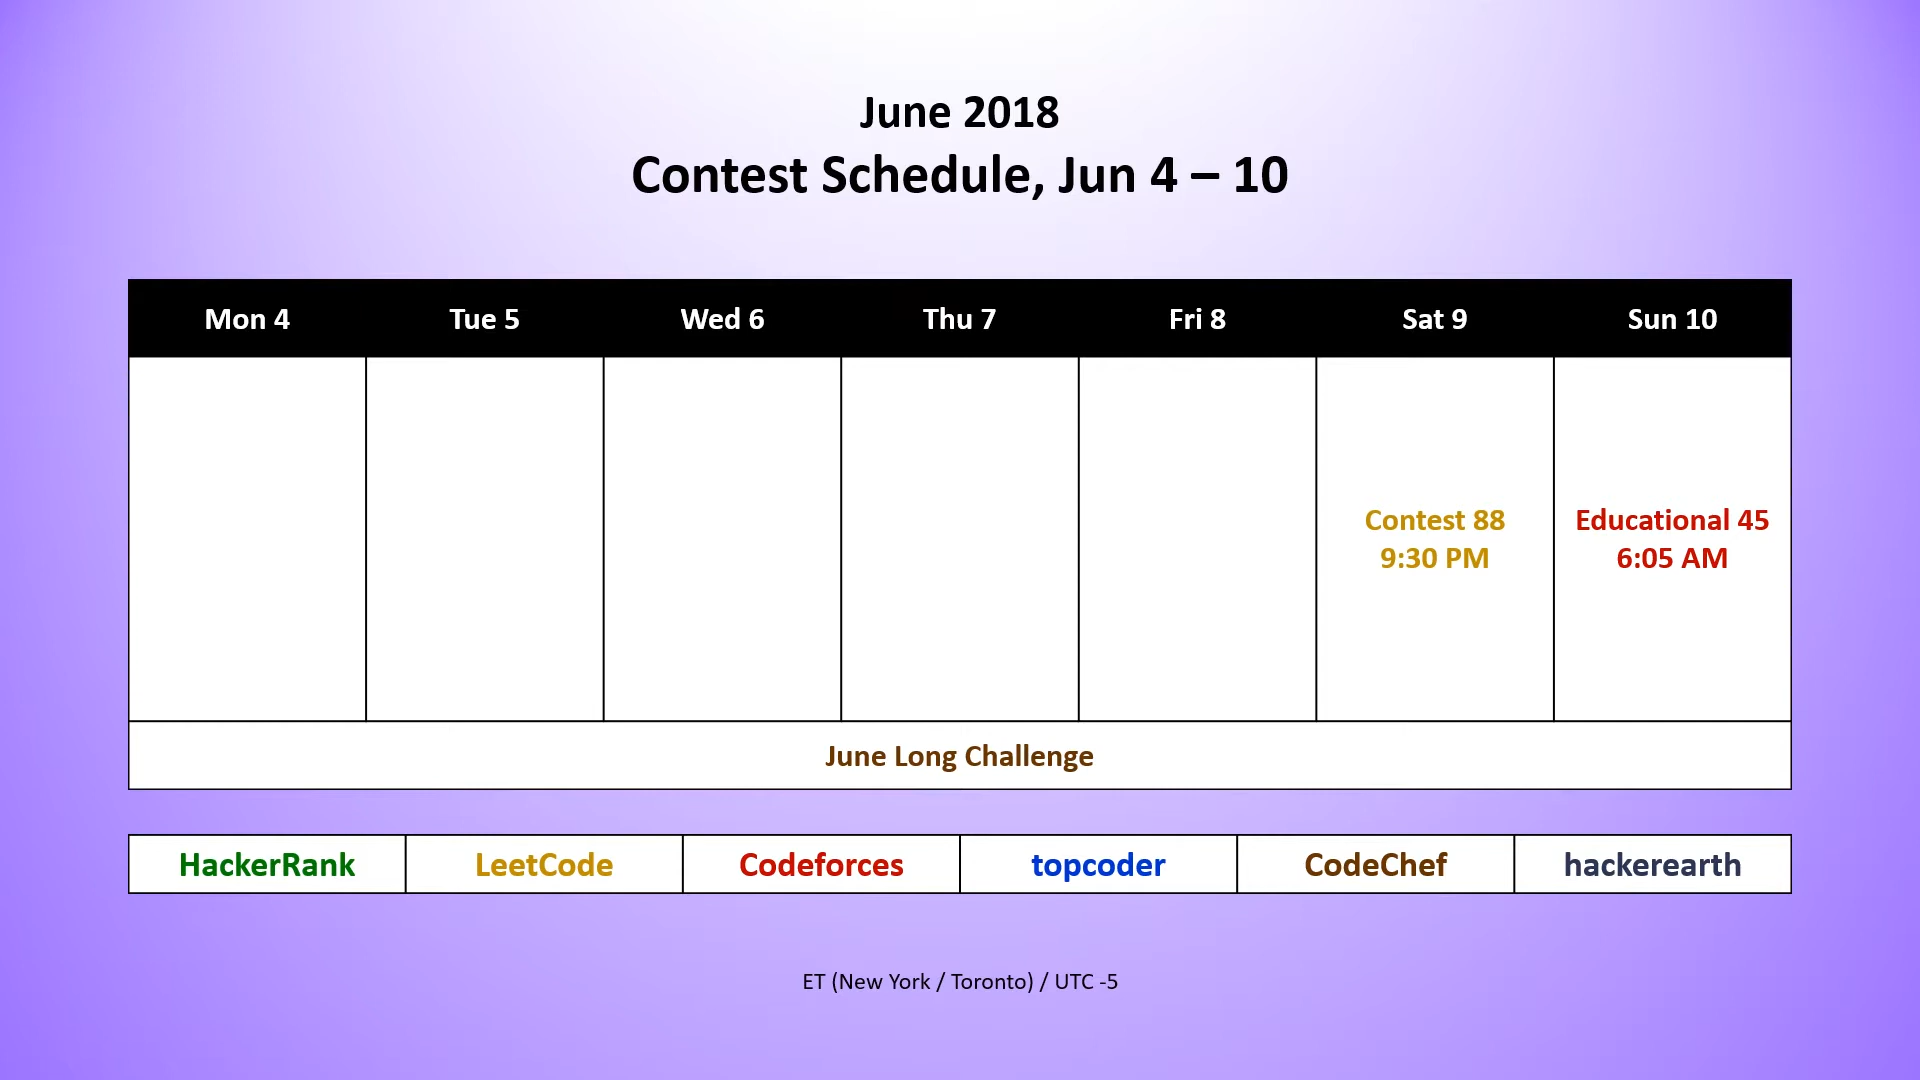 June 2018
Contest Schedule, Jun 4 – 10
Mon 4 Tue 5 Wed 6 Thu 7 Fri 8 Sat 9 Sun 10
Contest 88 Educational 45
9:30 PM 6:05 AM
June Long Challenge
HackerRank LeetCode Codeforces topcoder CodeChef hackerearth
ET (New York / Toronto) / UTC -5